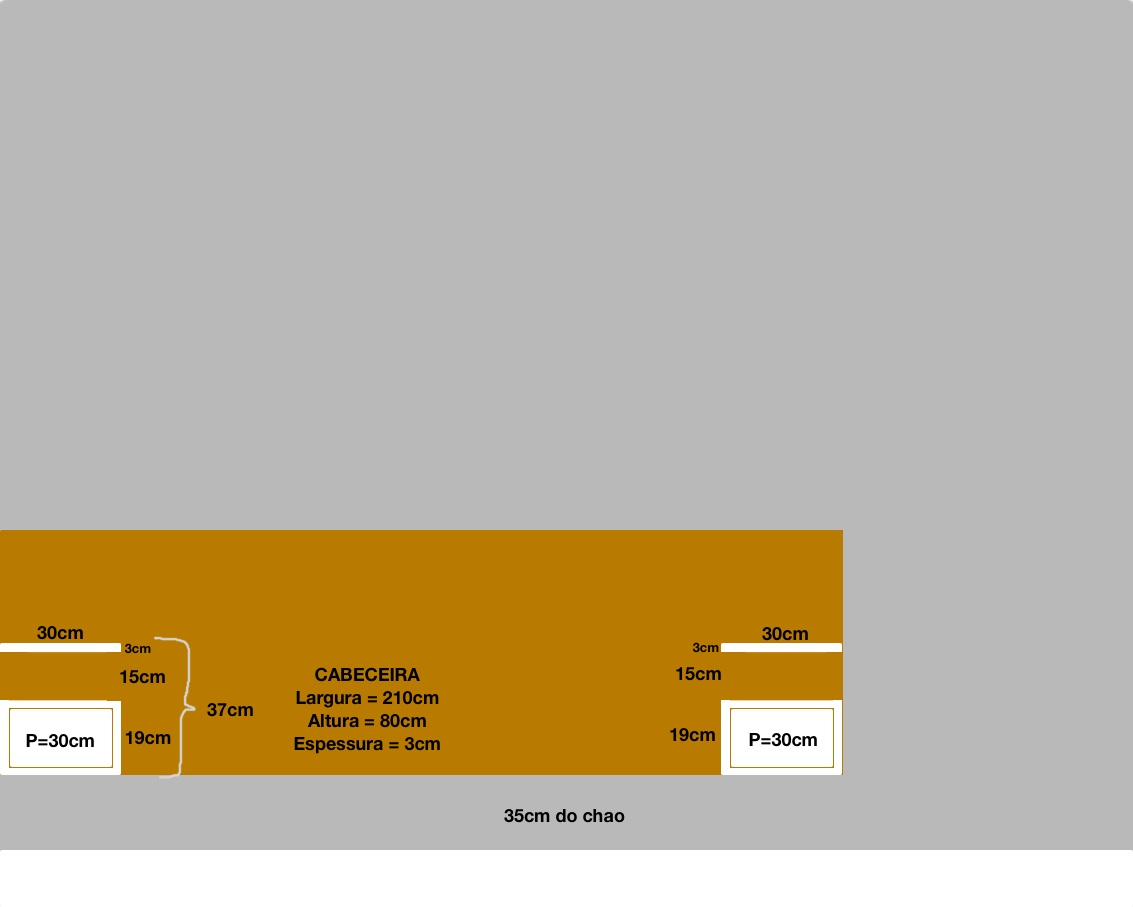 30cm
30cm
3cm
3cm
15cm
15cm
CABECEIRA
Largura = 210cm
Altura = 80cm
Espessura = 3cm
37cm
P=30cm
19cm
19cm
P=30cm
35cm do chao